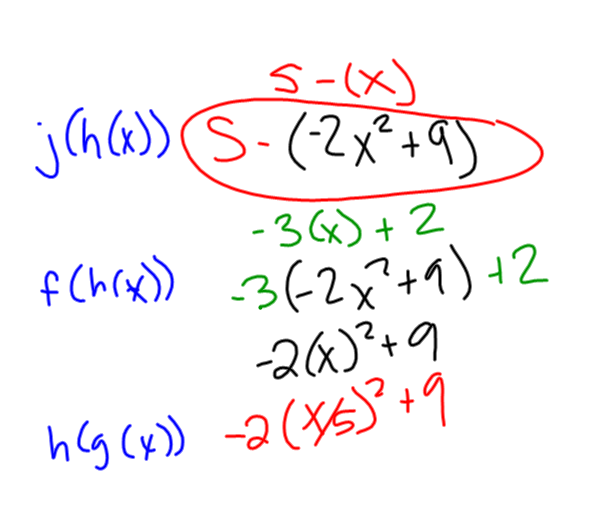 5 - (x)
j(h(x)) 5 - (-2x² + 9)
-3(x) + 2
f(h(x)) -3(-2x² + 9) + 2
-2(x)² + 9
h(g(x)) -2(x/5)² + 9